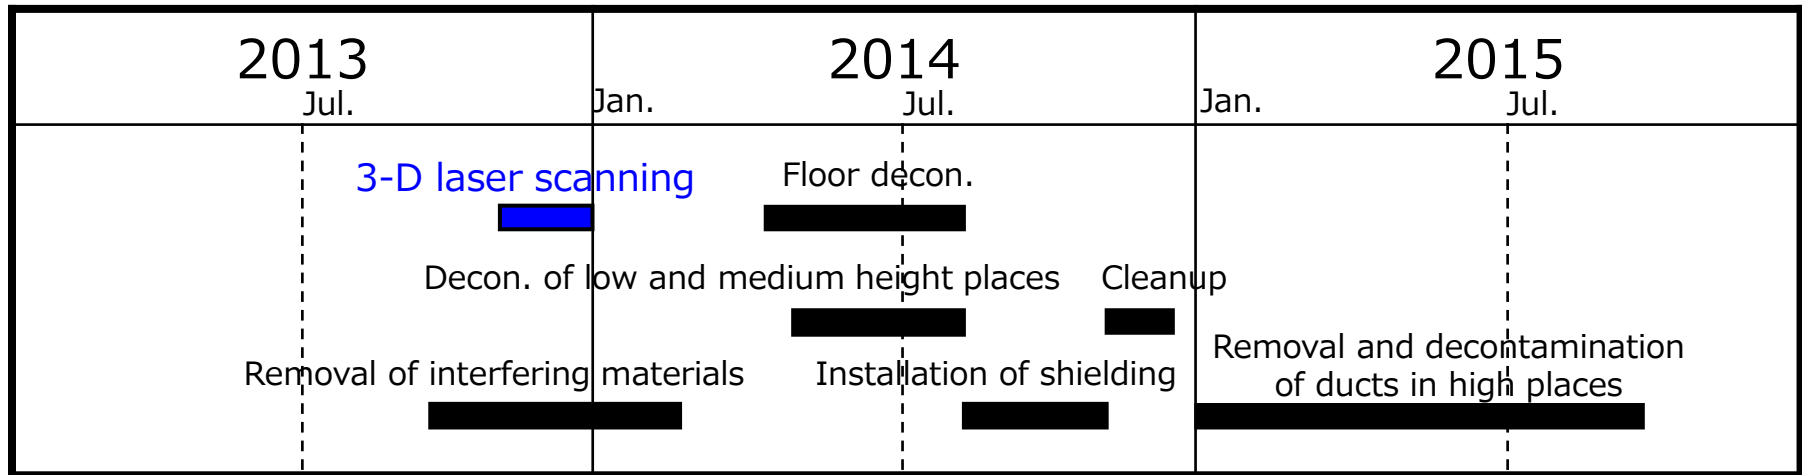 2013
2014
2015
Jul.
Jan.
Jul.
Jan.
Jul.
3-D laser scanning
Floor decon.
Decon. of low and medium height places
Cleanup
Removal of interfering materials
Installation of shielding
Removal and decontamination
of ducts in high places